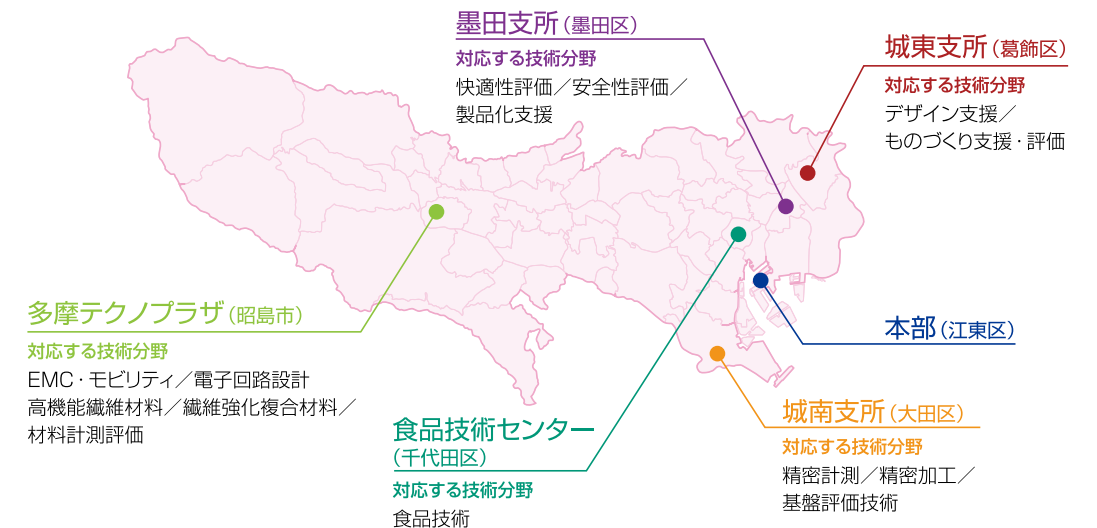 墨田支所（墨田区）
対応する技術分野
快適性評価／安全性評価／
製品化支援
城東支所（葛飾区）
対応する技術分野
デザイン支援／
ものづくり支援・評価
多摩テクノプラザ（昭島市）
対応する技術分野
EMC・モビリティ／電子回路設計
高機能繊維材料／繊維強化複合材料／
材料計測評価
本部（江東区）
食品技術センター
（千代田区）
対応する技術分野
食品技術
城南支所（大田区）
対応する技術分野
精密計測／精密加工／
基盤評価技術